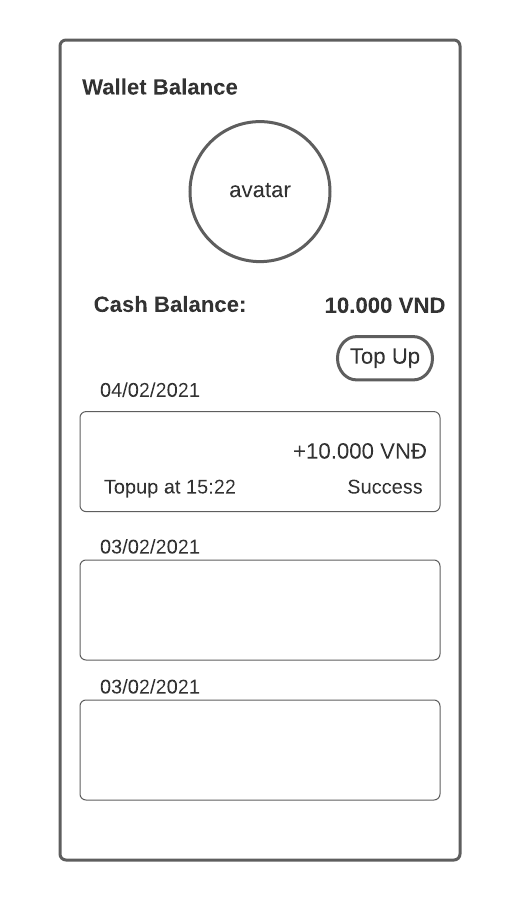 Wallet Balance
avatar
Cash Balance: 10.000 VND
Top Up
04/02/2021
+10.000 VNĐ
Topup at 15:22 Success
03/02/2021
03/02/2021